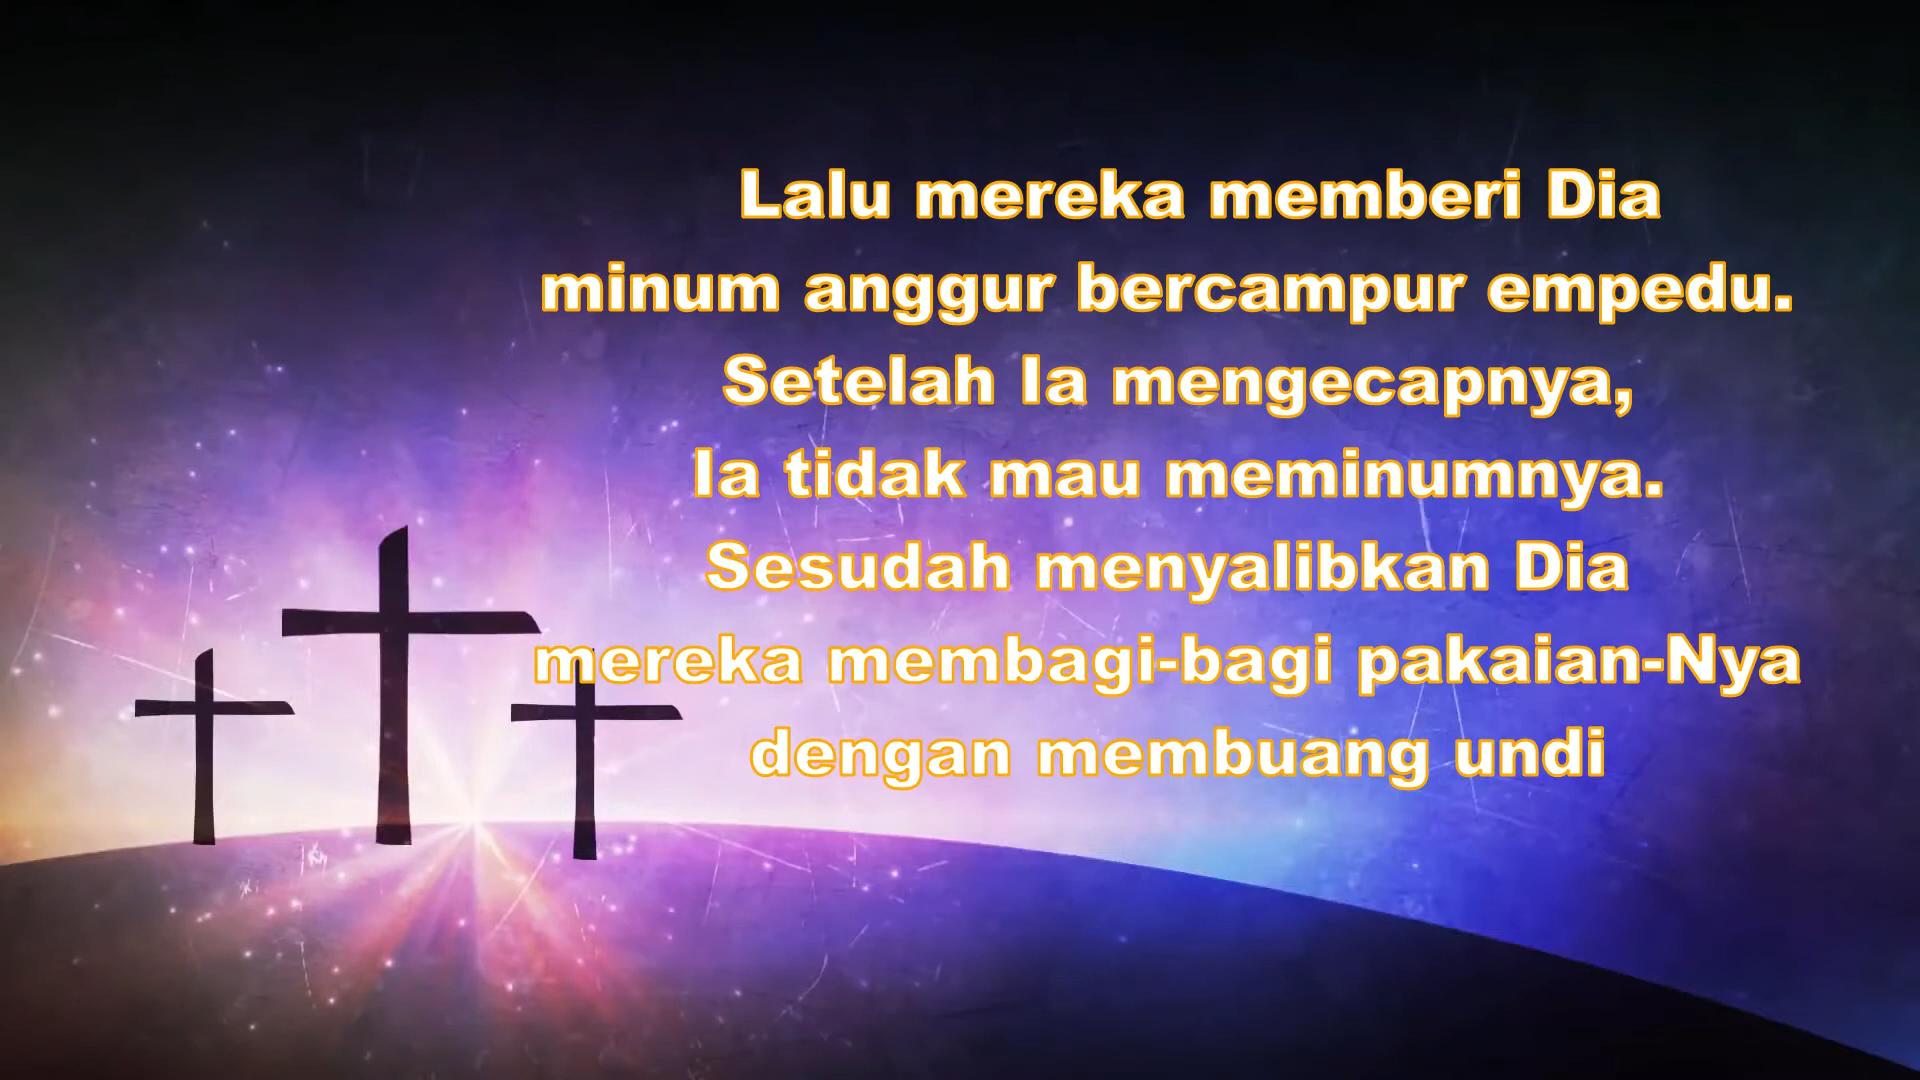 Lalu mereka memberi Dia
minum anggur bercampur empedu.
Setelah Ia mengecapnya,
Ia tidak mau meminumnya.
Sesudah menyalibkan Dia
mereka membagi-bagi pakaian-Nya
dengan membuang undi